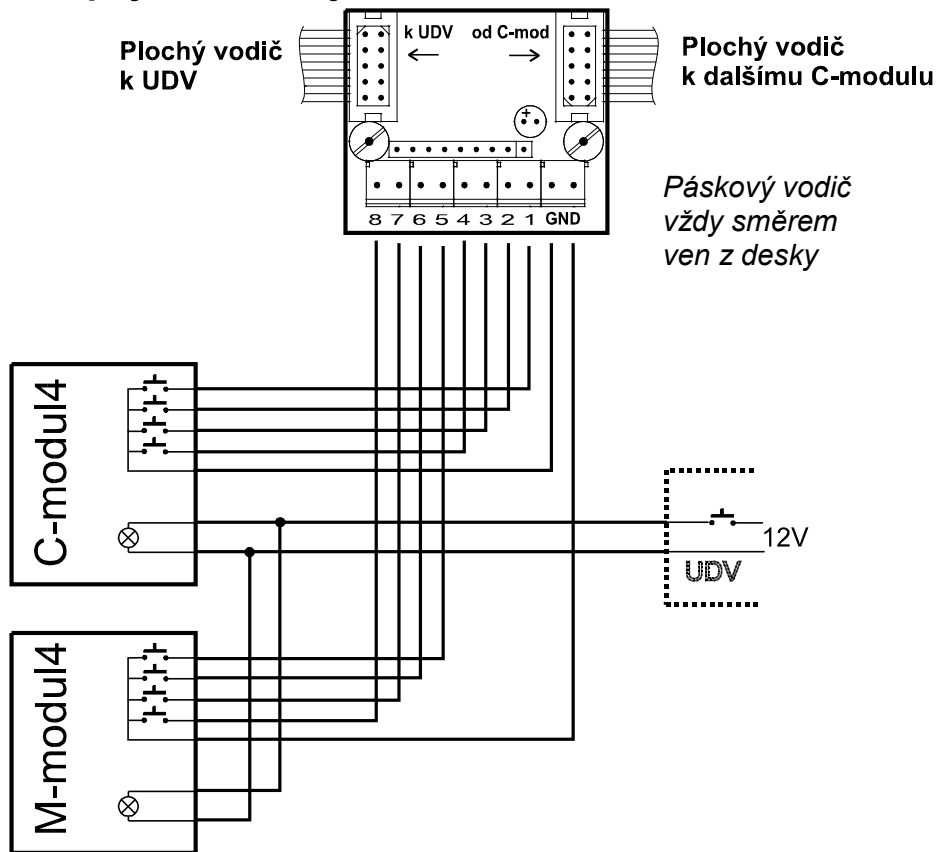 Plochý vodič
k UDV
k UDV
od C-mod
Plochý vodič
k dalšímu C-modulu
+
8 7 6 5 4 3 2 1 GND
Páskový vodič
vždy směrem
ven z desky
C-modul4
12V
UDV
M-modul4